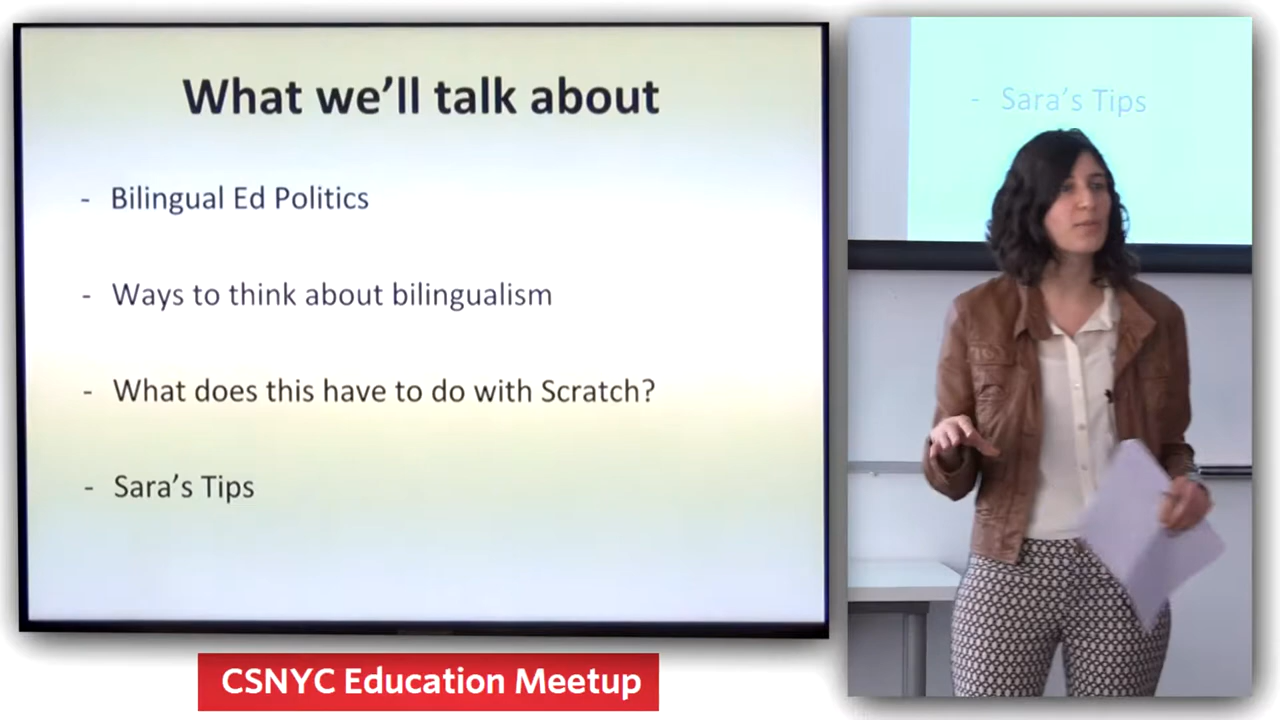 What we'll talk about
- Bilingual Ed Politics
- Ways to think about bilingualism
- What does this have to do with Scratch?
- Sara's Tips
- Sara's Tips
CSNYC Education Meetup